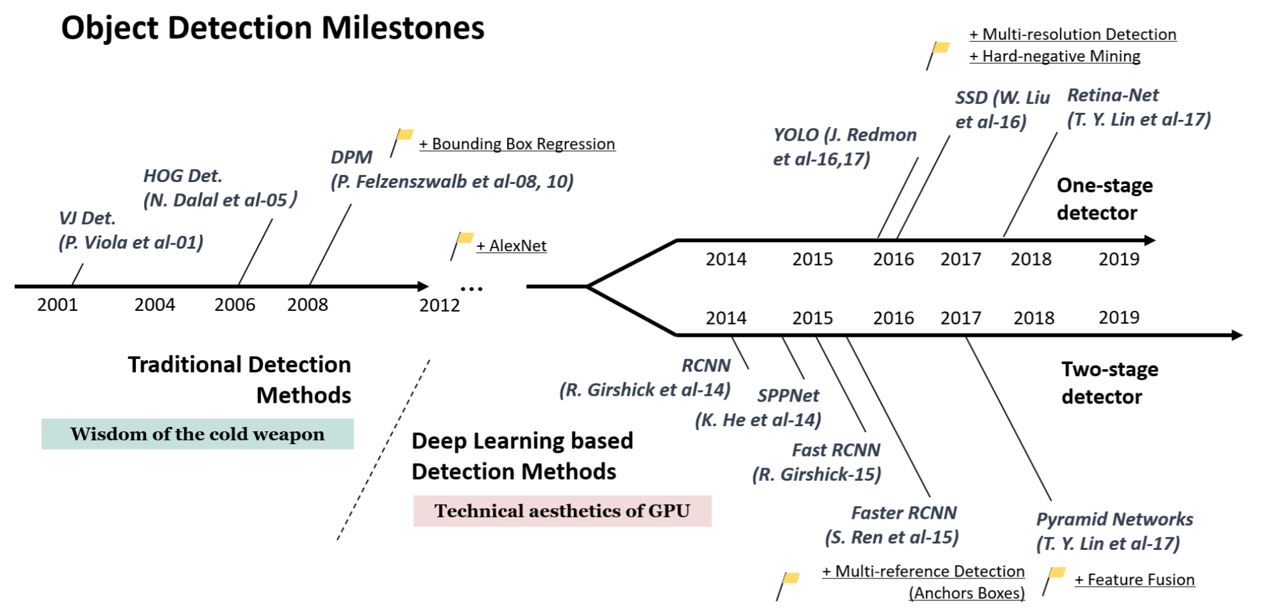 Object Detection Milestones
+ Multi-resolution Detection
+ Hard-negative Mining
SSD (W. Liu
et al-16)
Retina-Net
(T. Y. Lin et al-17)
YOLO (J. Redmon
et al-16,17)
+ Bounding Box Regression
DPM
(P. Felzenszwalb et al-08, 10)
HOG Det.
(N. Dalal et al-05)
VJ Det.
(P. Viola et al-01)
One-stage
detector
+ AlexNet
2014 2015 2016 2017 2018 2019
2001 2004 2006 2008 2012 ...
2014 2015 2016 2017 2018 2019
Traditional Detection
Methods
Wisdom of the cold weapon
RCNN
(R. Girshick et al-14)
SPPNet
(K. He et al-14)
Two-stage
detector
Deep Learning based
Detection Methods
Technical aesthetics of GPU
Fast RCNN
(R. Girshick-15)
Faster RCNN
(S. Ren et al-15)
Pyramid Networks
(T. Y. Lin et al-17)
+ Multi-reference Detection
(Anchors Boxes)
+ Feature Fusion